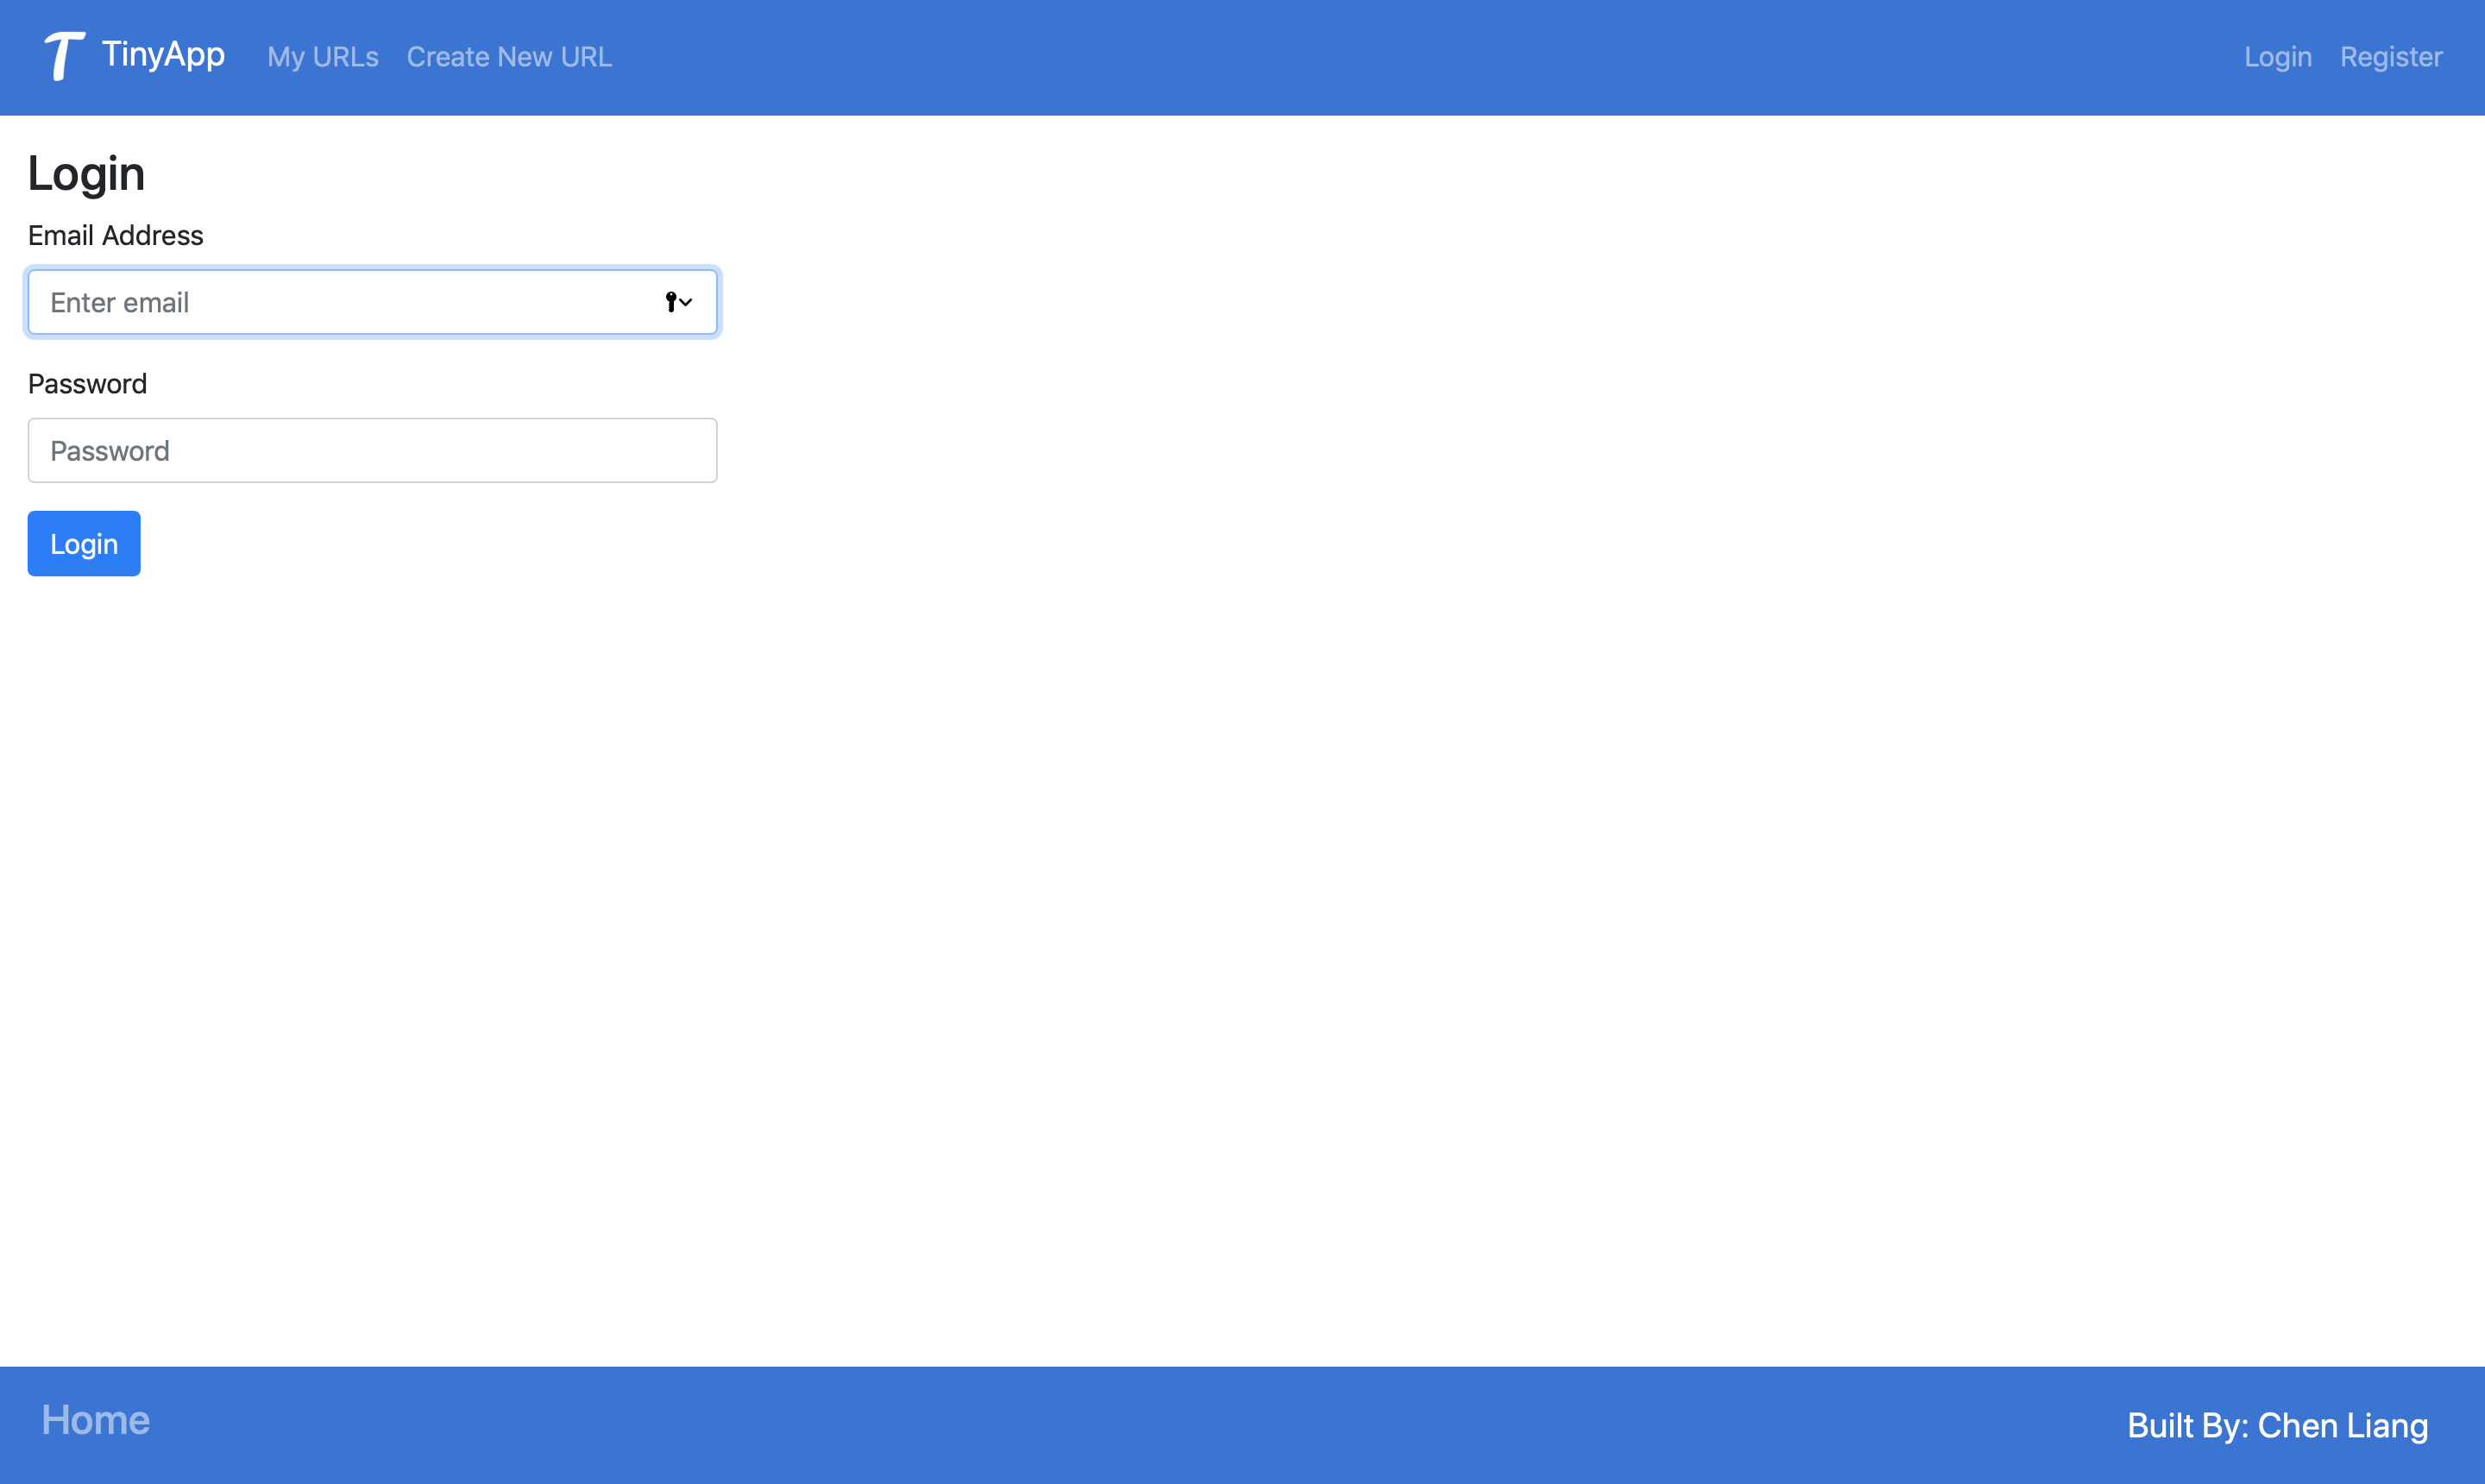 T TinyApp My URLs Create New URL Login Register
Login
Email Address
Enter email
Password
Password
Login
Home
Built By: Chen Liang